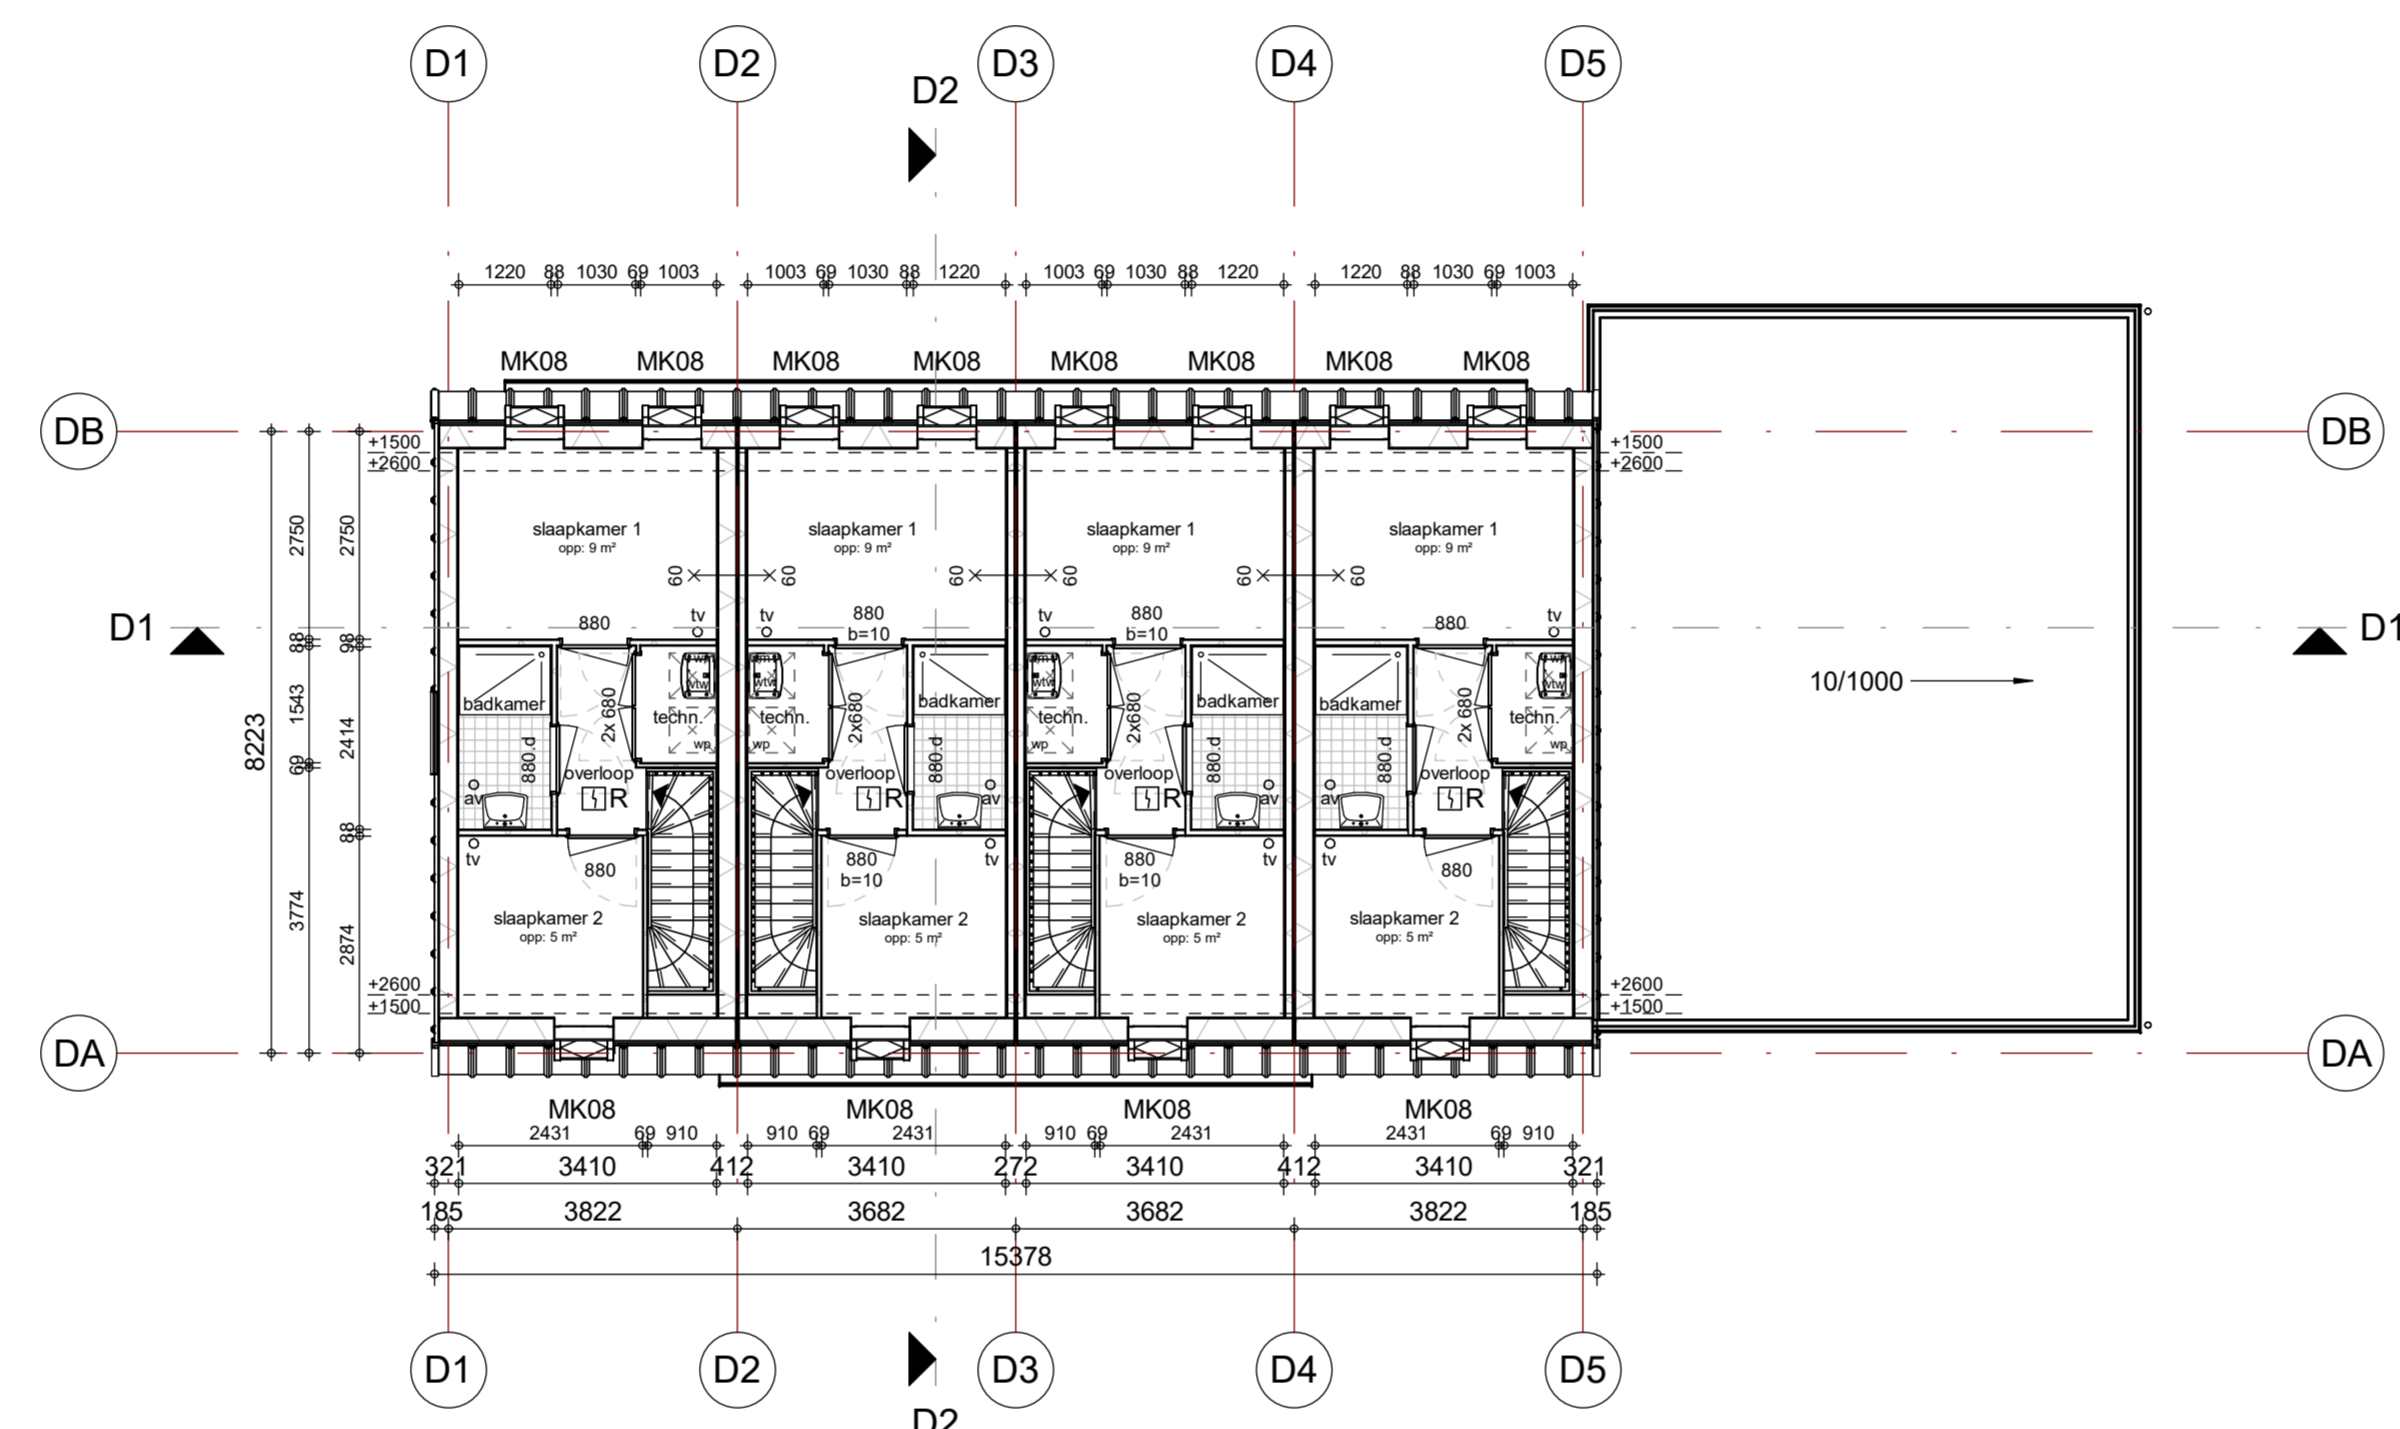 D1 D2 D3 D4 D5
D2
1220 88 1030 69 1003 1003 69 1030 88 1220 1003 69 1030 88 1220 1220 88 1030 69 1003
MK08 MK08 MK08 MK08 MK08 MK08 MK08 MK08
DB DB
+1500 +1500
+2600 +2600
2750 2750
slaapkamer 1 slaapkamer 1 slaapkamer 1 slaapkamer 1
opp: 9 m² opp: 9 m² opp: 9 m² opp: 9 m²
60 60 60 60 60 60
tv tv tv tv
880 880 880 880
b=10 b=10
D1 D1
88 98
wm wm wm wm
vtw wtw wtw vtw
10/1000
badkamer badkamer badkamer badkamer
2x 680 2x680 2x680 2x 680
techn. techn. techn. techn.
1543 2414
8223
wp wp wp wp
880.d 880.d 880.d 880.d
69
overloop overloop overloop overloop
R R R R
av av av av
88
tv tv tv tv
880 880 880 880
b=10 b=10
3774 2874
slaapkamer 2 slaapkamer 2 slaapkamer 2 slaapkamer 2
opp: 5 m² opp: 5 m² opp: 5 m² opp: 5 m²
+2600 +2600
+1500 +1500
DA DA
MK08 MK08 MK08 MK08
2431 69 910 910 69 2431 910 69 2431 2431 69 910
321 3410 412 3410 272 3410 412 3410 321
185 3822 3682 3682 3822 185
15378
D1 D2 D3 D4 D5
D2